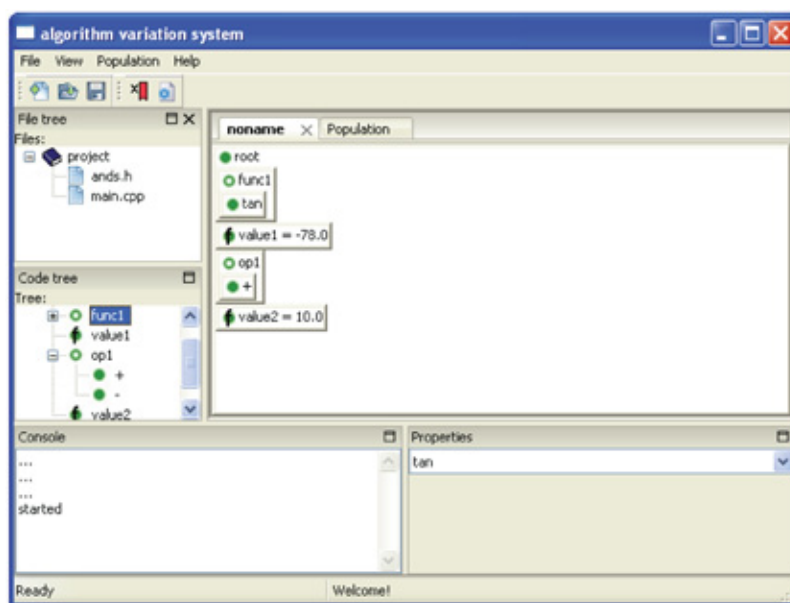 algorithm variation system
File View Population Help
File tree
Files:
project
ands.h
main.cpp
Code tree
Tree:
func1
value1
op1
+
-
value2
noname Population
root
func1
tan
value1 = -78.0
op1
+
value2 = 10.0
Console
...
...
...
started
Properties
tan
Ready Welcome!